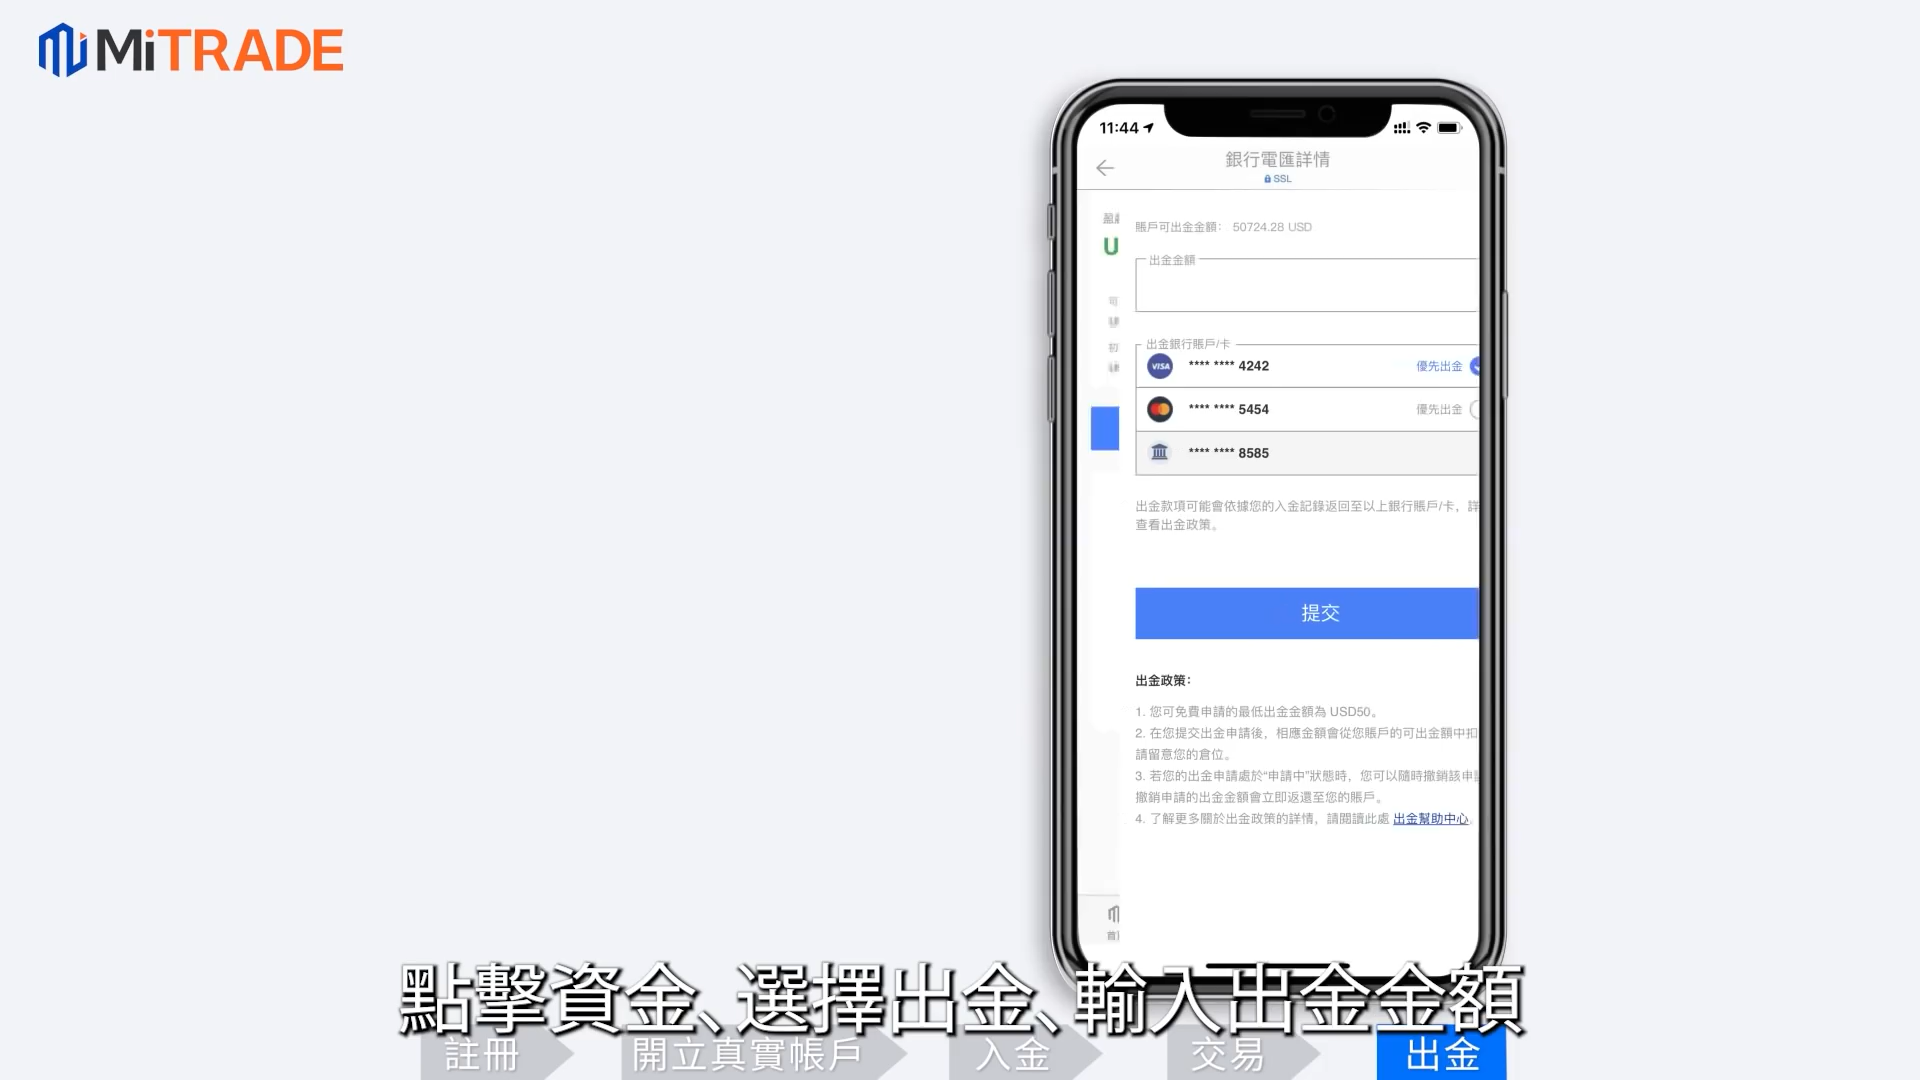 MiTRADE
11:44
銀行電匯詳情
SSL
U
賬戶可出金金額： 50724.28 USD
出金金額
出金銀行賬戶/卡
VISA **** **** 4242 優先出金
**** **** 5454 優先出金
**** **** 8585
出金款項可能會依據您的入金記錄返回至以上銀行賬戶/卡，詳
查看出金政策。
提交
出金政策：
1. 您可免費申請的最低出金金額為 USD50。
2. 在您提交出金申請後，相應金額會從您賬戶的可出金額中扣
請留意您的倉位。
3. 若您的出金申請處於“申請中”狀態時，您可以隨時撤銷該申
撤銷申請的出金金額會立即返還至您的賬戶。
4. 了解更多關於出金政策的詳情，請閱讀此處 出金幫助中心。
點擊資金、選擇出金、輸入出金金額
註冊 開立真實帳戶 入金 交易 出金